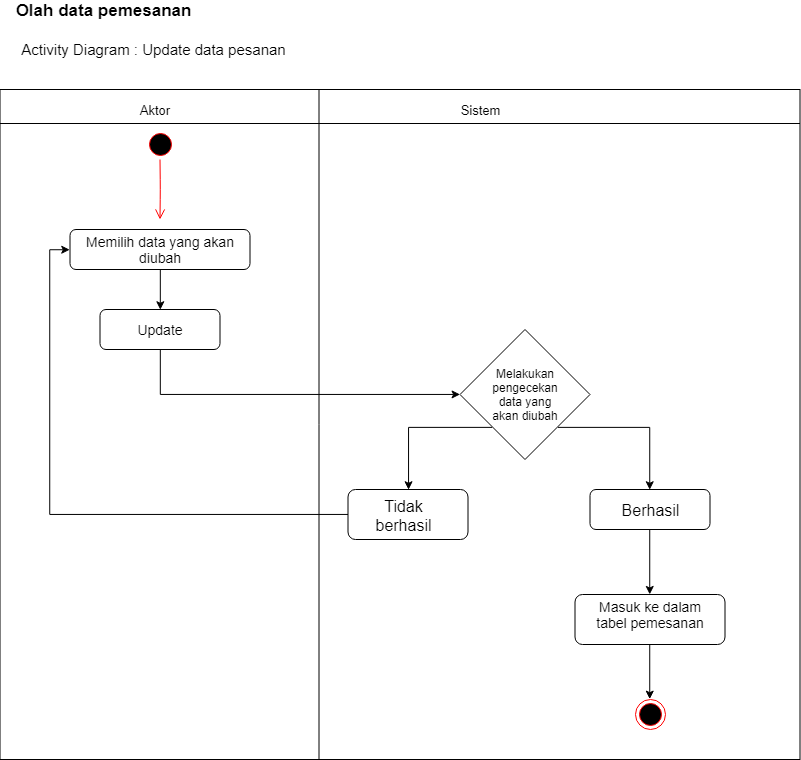 Olah data pemesanan
Activity Diagram : Update data pesanan
Aktor
Sistem
Memilih data yang akan
diubah
Update
Melakukan
pengecekan
data yang
akan diubah
Tidak
berhasil
Berhasil
Masuk ke dalam
tabel pemesanan